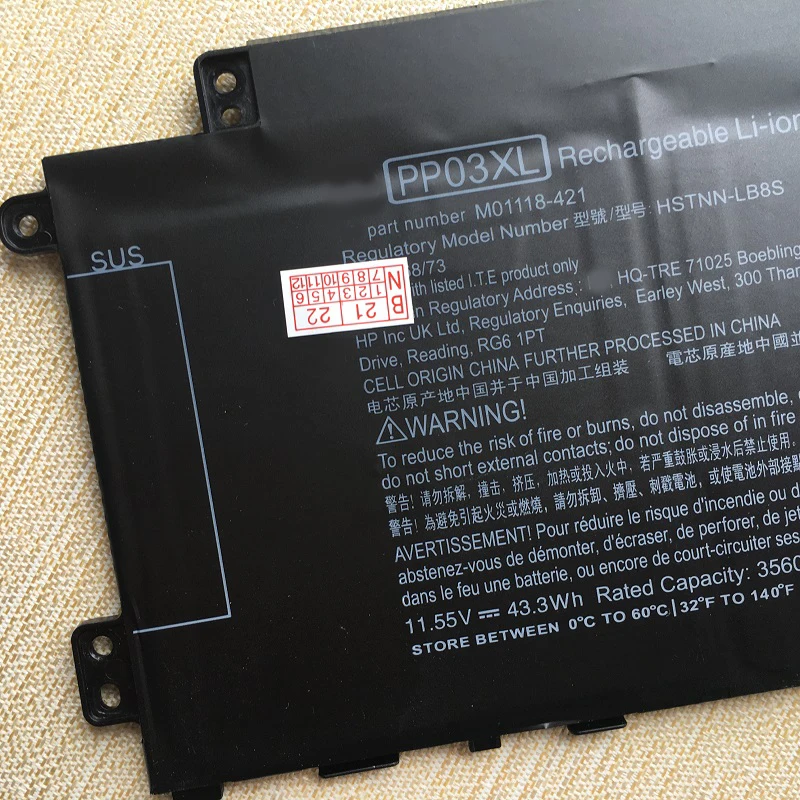 SUS
PP03XL Rechargeable Li-ion
part number M01118-421
Regulatory Model Number 型號/型号: HSTNN-LB8S
8/73
with listed I.T.E product only
n Regulatory Address : HQ-TRE 71025 Boebling
HP Inc UK Ltd, Regulatory Enquiries, Earley West, 300 Than
Drive, Reading, RG6 1PT
CELL ORIGIN CHINA FURTHER PROCESSED IN CHINA
电芯原产地中国并于中国加工组装 電芯原產地中國並
WARNING!
To reduce the risk of fire or burns, do not disassemble,
do not short external contacts; do not dispose of in fire
警告! 请勿拆解, 撞击, 挤压, 加热或投入火中, 若严重鼓胀或浸水后禁止使用.
警告! 為避免引起火災或燃燒, 請勿拆卸、擠壓、刺戳電池, 或使電池外部接點
AVERTISSEMENT! Pour réduire le risque d'incendie ou d
abstenez-vous de démonter, d'écraser, de perforer, de jet
dans le feu une batterie, ou encore de court-circuiter ses
11.55V ⎓ 43.3Wh Rated Capacity: 3560
STORE BETWEEN 0°C TO 60°C | 32°F TO 140°F
B 21 22
N 1 2 3 4 5 6
7 8 9 10 11 12